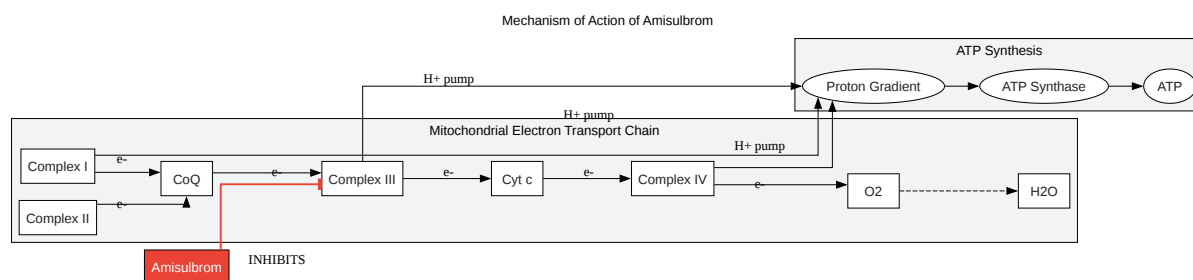 Mechanism of Action of Amisulbrom
ATP Synthesis
H+ pump
Proton Gradient
ATP Synthase
ATP
H+ pump
Mitochondrial Electron Transport Chain
H+ pump
Complex I
e-
CoQ
e-
Complex III
e-
Cyt c
e-
Complex IV
e-
O2
H2O
Complex II
e-
Amisulbrom
INHIBITS